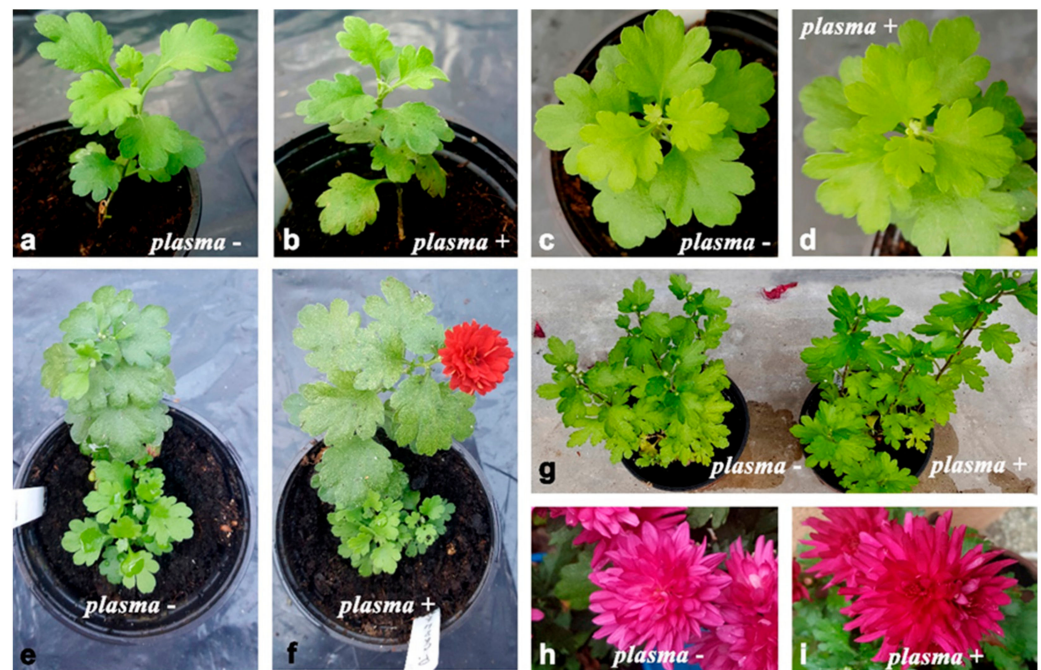 a plasma -
b plasma +
c plasma -
plasma +
d
plasma -
e
plasma +
f
plasma - plasma +
g
h plasma -
i plasma +